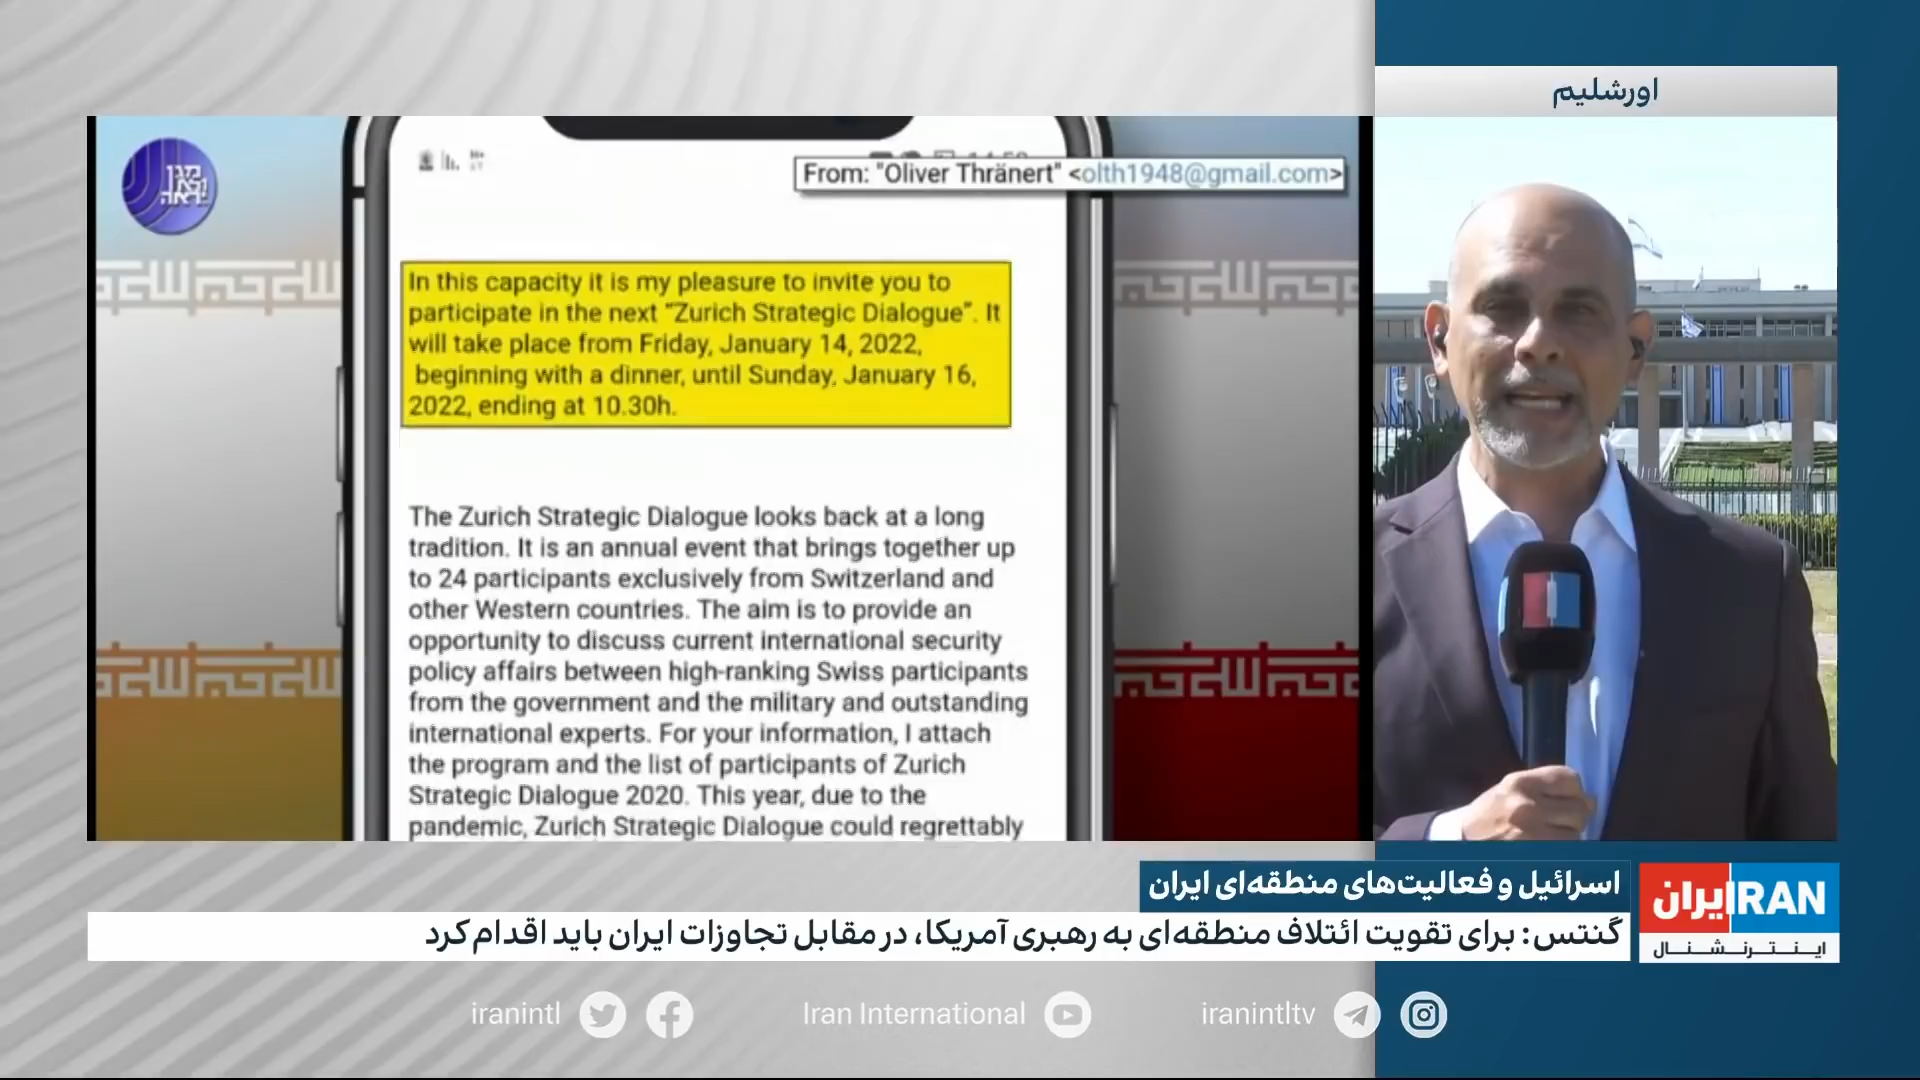 اورشلیم
מגן
ישראל
From: "Oliver Thränert" <olth1948@gmail.com>
In this capacity it is my pleasure to invite you to
participate in the next “Zurich Strategic Dialogue”. It
will take place from Friday, January 14, 2022,
beginning with a dinner, until Sunday, January 16,
2022, ending at 10.30h.
The Zurich Strategic Dialogue looks back at a long
tradition. It is an annual event that brings together up
to 24 participants exclusively from Switzerland and
other Western countries. The aim is to provide an
opportunity to discuss current international security
policy affairs between high-ranking Swiss participants
from the government and the military and outstanding
international experts. For your information, I attach
the program and the list of participants of Zurich
Strategic Dialogue 2020. This year, due to the
pandemic, Zurich Strategic Dialogue could regrettably
اسرائیل و فعالیت‌های منطقه‌ای ایران
گنتس: برای تقویت ائتلاف منطقه‌ای به رهبری آمریکا، در مقابل تجاوزات ایران باید اقدام کرد
ایران IRAN
اینترنشنال
iranintl
Iran International
iranintltv